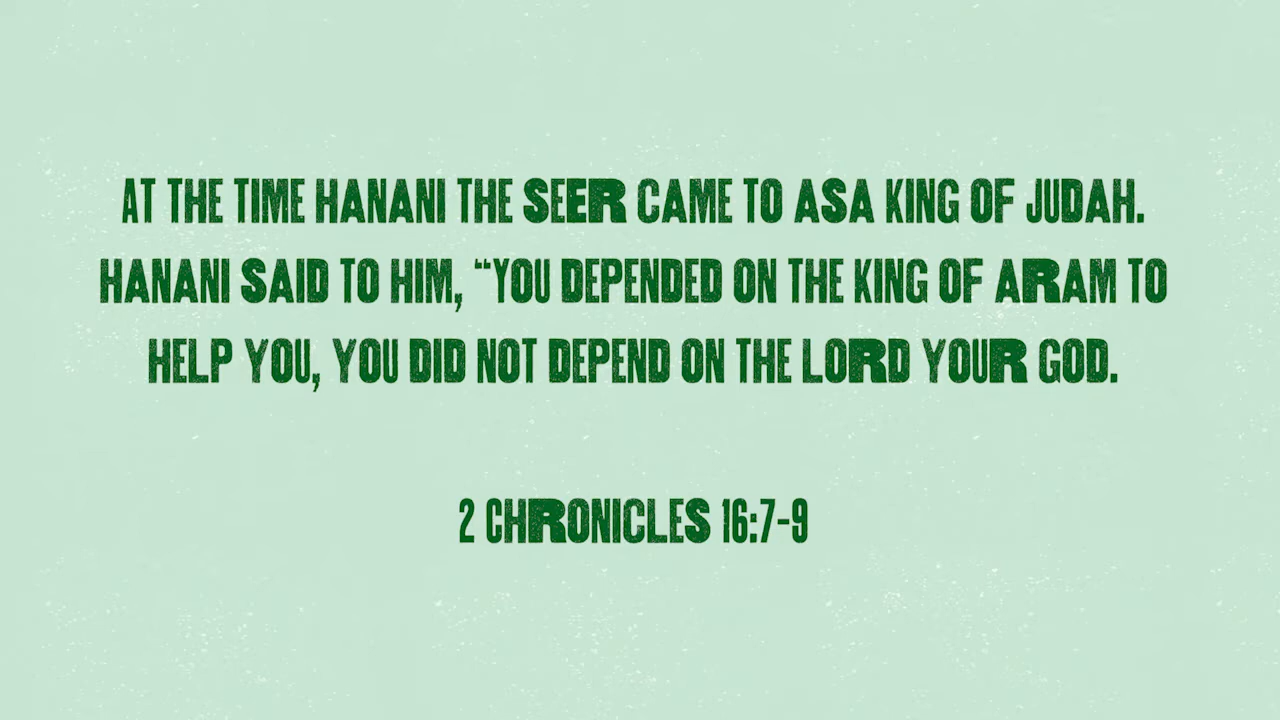 AT THE TIME HANANI THE SEER CAME TO ASA KING OF JUDAH.
HANANI SAID TO HIM, “YOU DEPENDED ON THE KING OF ARAM TO
HELP YOU, YOU DID NOT DEPEND ON THE LORD YOUR GOD.
2 CHRONICLES 16:7-9